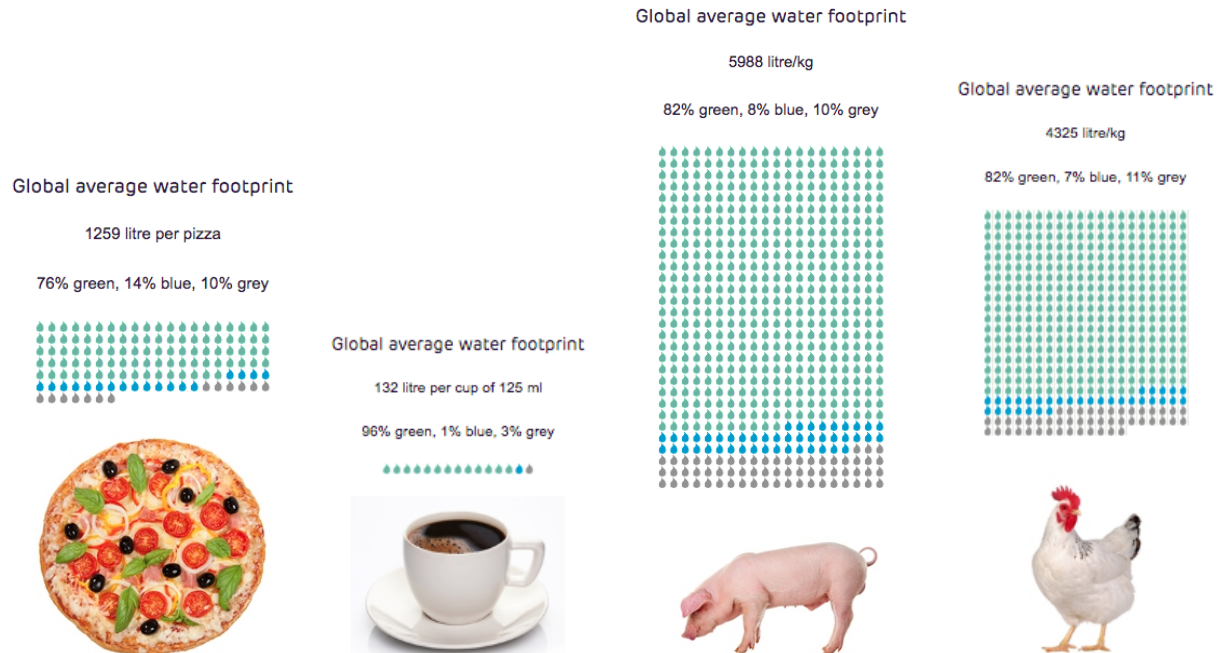 Global average water footprint
1259 litre per pizza
76% green, 14% blue, 10% grey
Global average water footprint
132 litre per cup of 125 ml
96% green, 1% blue, 3% grey
Global average water footprint
5988 litre/kg
82% green, 8% blue, 10% grey
Global average water footprint
4325 litre/kg
82% green, 7% blue, 11% grey